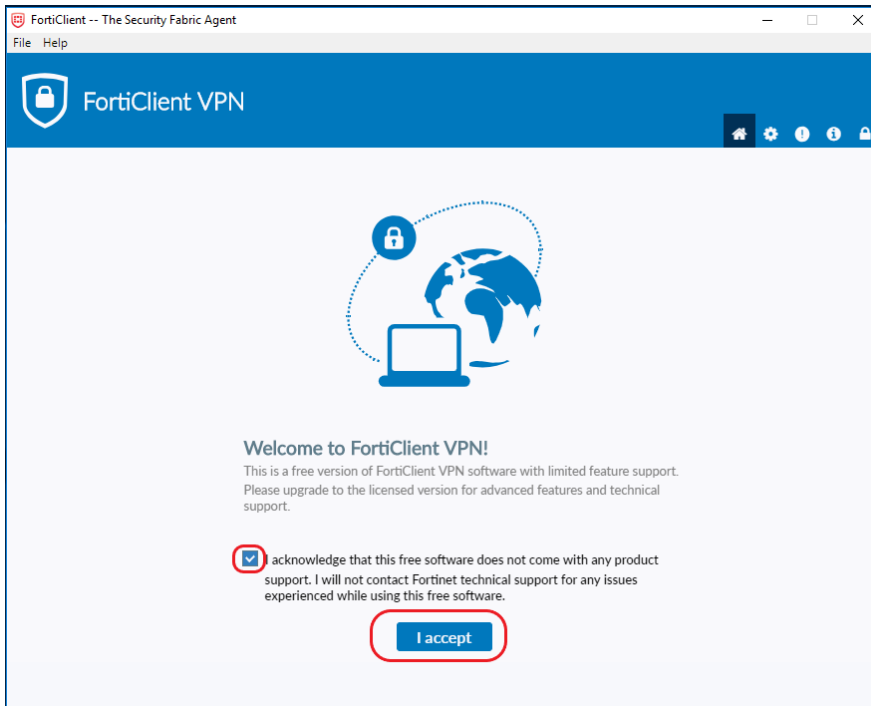 FortiClient -- The Security Fabric Agent
File Help
FortiClient VPN
Welcome to FortiClient VPN!
This is a free version of FortiClient VPN software with limited feature support.
Please upgrade to the licensed version for advanced features and technical
support.
I acknowledge that this free software does not come with any product
support. I will not contact Fortinet technical support for any issues
experienced while using this free software.
I accept